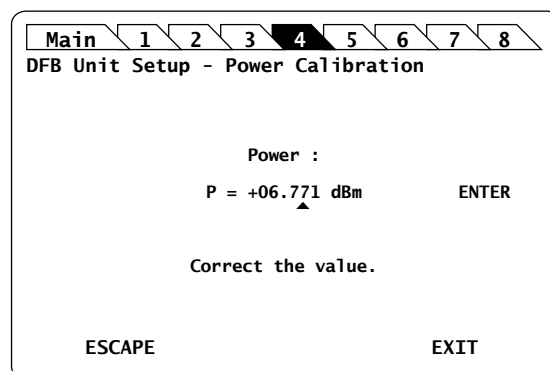 Main 1 2 3 4 5 6 7 8
DFB Unit Setup - Power Calibration
Power :
P = +06.771 dBm ENTER
Correct the value.
ESCAPE EXIT